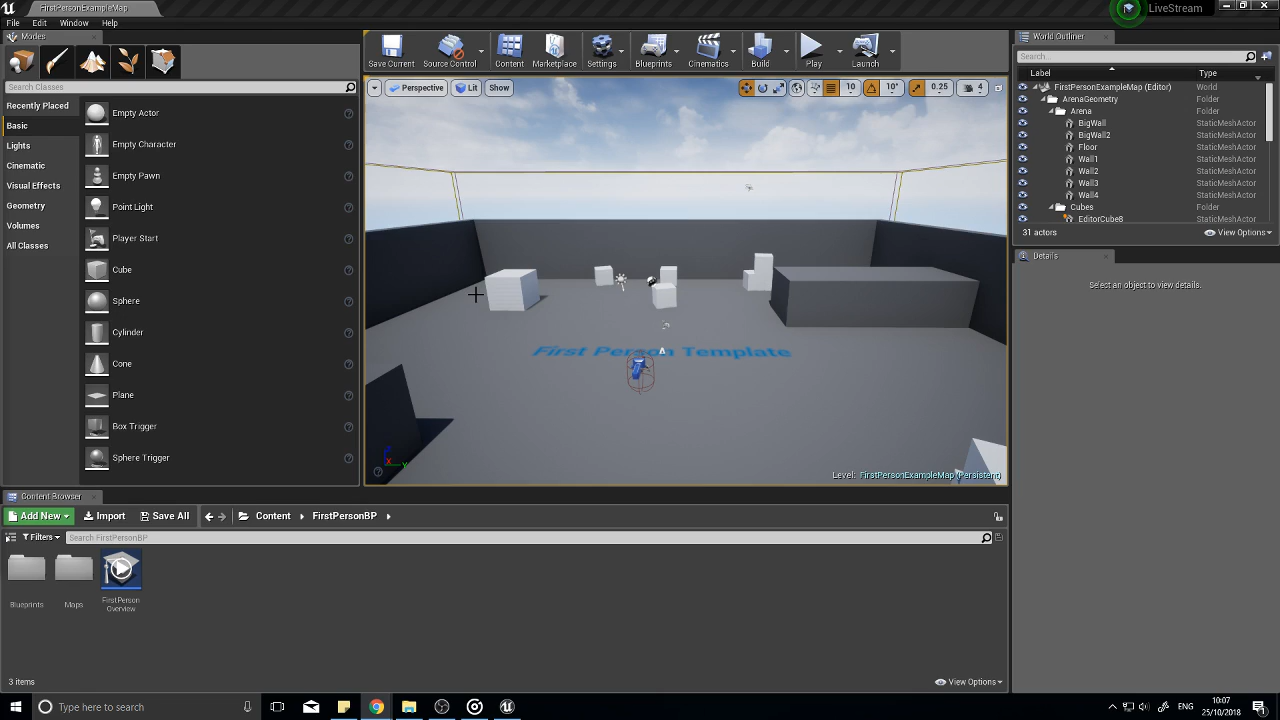 FirstPersonExampleMap
LiveStream
File Edit Window Help
Modes
Search Classes
Recently Placed
Basic
Lights
Cinematic
Visual Effects
Geometry
Volumes
All Classes
Empty Actor
Empty Character
Empty Pawn
Point Light
Player Start
Cube
Sphere
Cylinder
Cone
Plane
Box Trigger
Sphere Trigger
Save Current
Source Control
Content
Marketplace
Settings
Blueprints
Cinematics
Build
Play
Launch
Perspective Lit Show
10 10° 0.25 4
First Person Template
Level: FirstPersonExampleMap (Persistent)
World Outliner
Search...
Label Type
FirstPersonExampleMap (Editor) World
ArenaGeometry Folder
Arena Folder
BigWall StaticMeshActor
BigWall2 StaticMeshActor
Floor StaticMeshActor
Wall1 StaticMeshActor
Wall2 StaticMeshActor
Wall3 StaticMeshActor
Wall4 StaticMeshActor
Cubes Folder
EditorCube8 StaticMeshActor
31 actors View Options
Details
Select an object to view details.
Content Browser
Add New Import Save All Content FirstPersonBP
Filters Search FirstPersonBP
Blueprints
Maps
FirstPerson
Overview
3 items View Options
Type here to search
ENG
10:07
25/10/2018